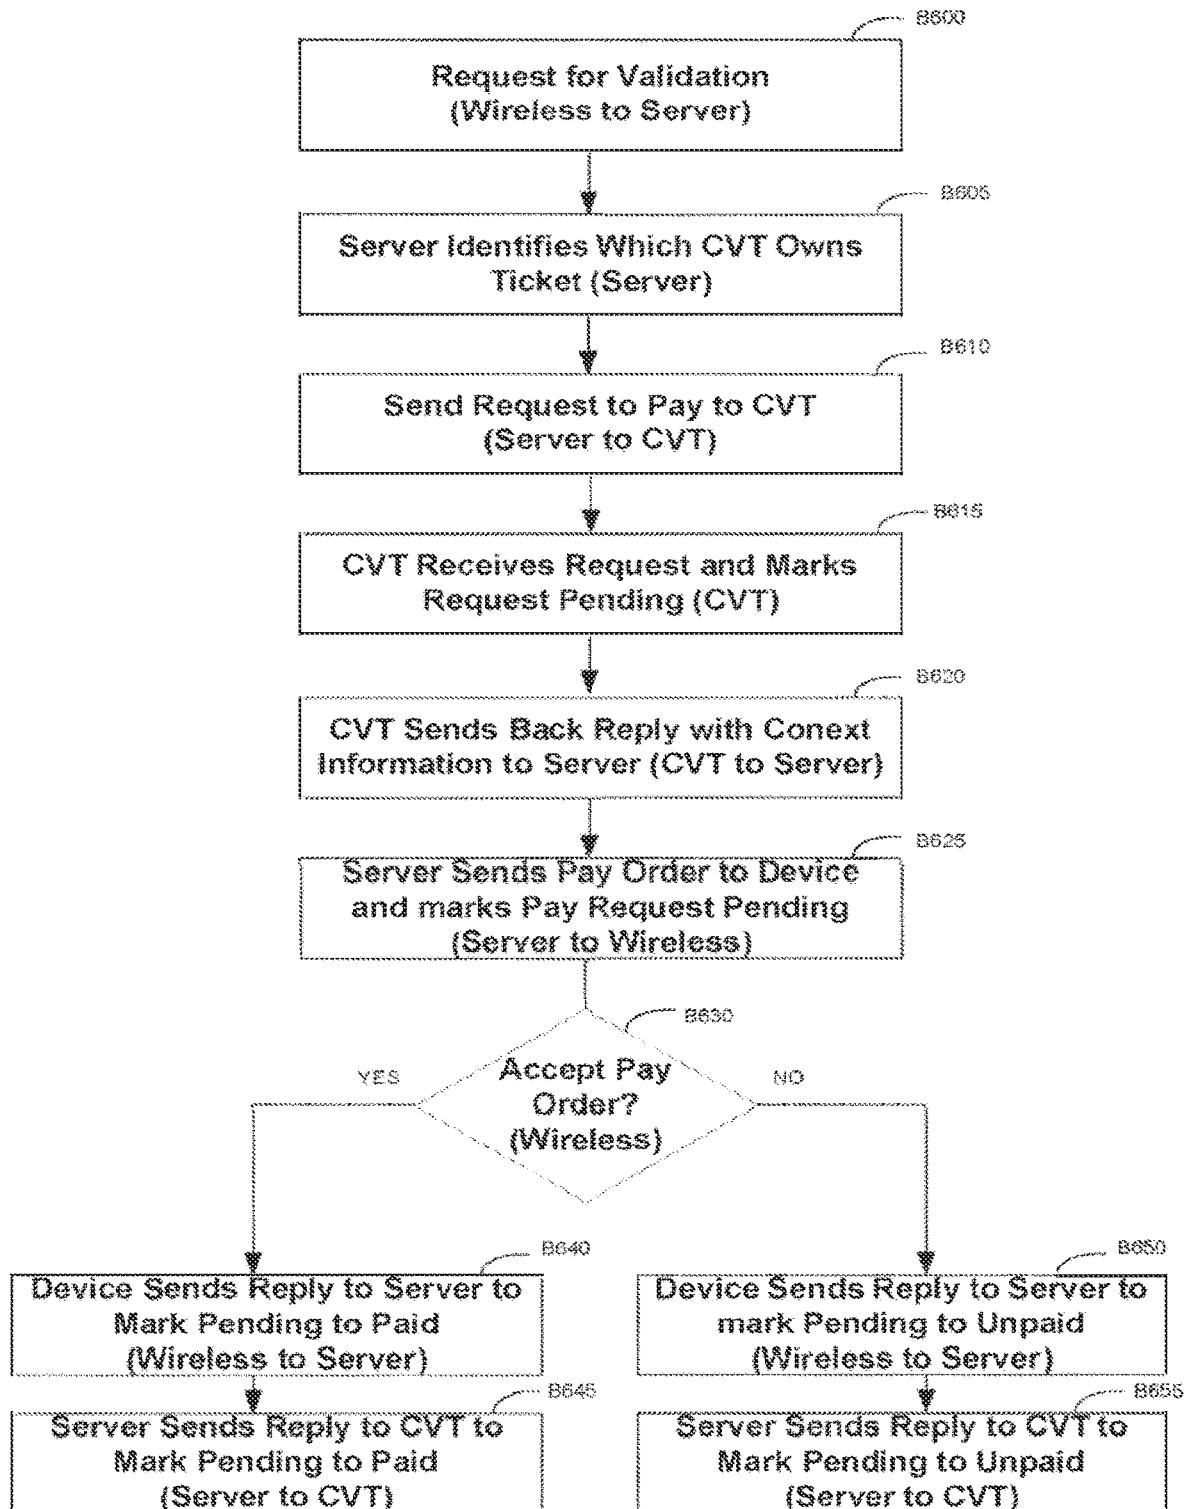 B600
Request for Validation
(Wireless to Server)
B605
Server Identifies Which CVT Owns
Ticket (Server)
B610
Send Request to Pay to CVT
(Server to CVT)
B615
CVT Receives Request and Marks
Request Pending (CVT)
B620
CVT Sends Back Reply with Conext
Information to Server (CVT to Server)
B625
Server Sends Pay Order to Device
and marks Pay Request Pending
(Server to Wireless)
B630
Accept Pay
Order?
(Wireless)
YES
NO
B640
Device Sends Reply to Server to
Mark Pending to Paid
(Wireless to Server)
B645
Server Sends Reply to CVT to
Mark Pending to Paid
(Server to CVT)
B650
Device Sends Reply to Server to
mark Pending to Unpaid
(Wireless to Server)
B655
Server Sends Reply to CVT to
Mark Pending to Unpaid
(Server to CVT)